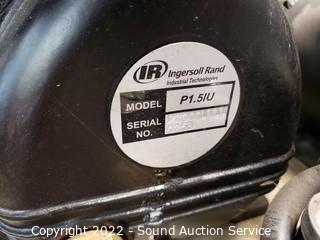 IR Ingersoll Rand
Industrial Technologies
MODEL P1.5IU
SERIAL
NO.
Copyright 2022 - Sound Auction Service